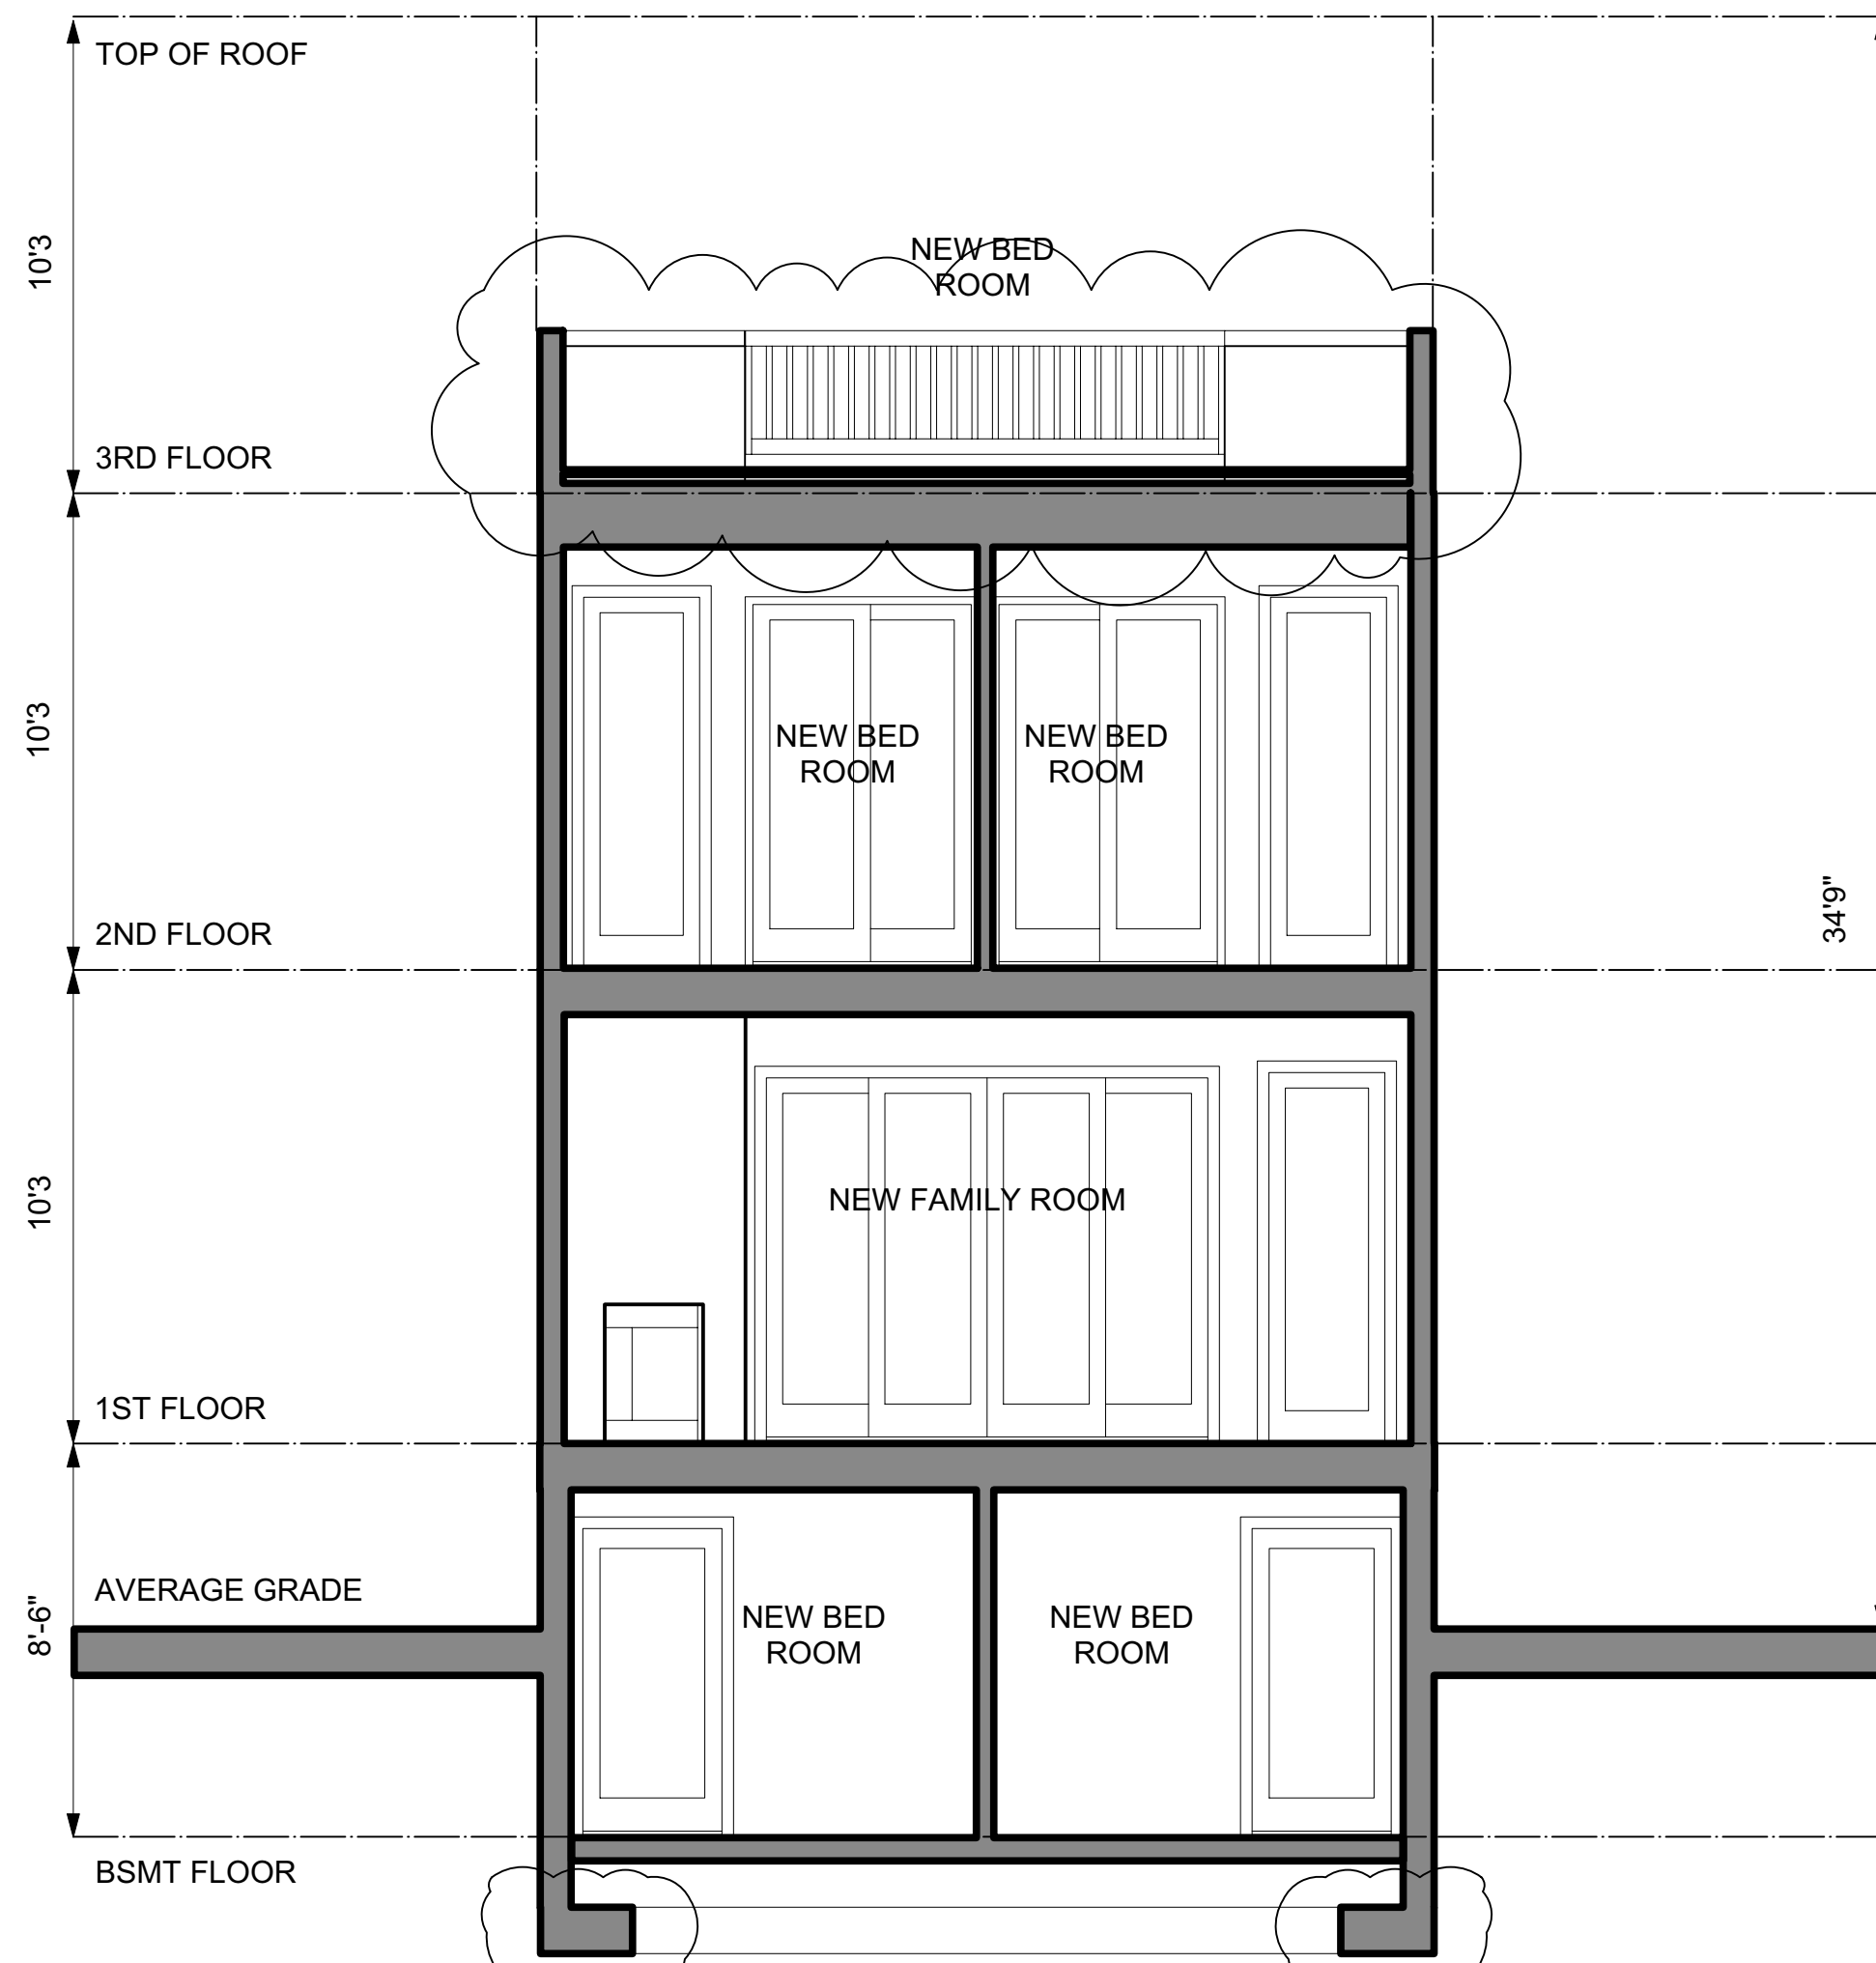 TOP OF ROOF
10'3
NEW BED
ROOM
3RD FLOOR
10'3
NEW BED
ROOM
NEW BED
ROOM
2ND FLOOR
34'9"
10'3
NEW FAMILY ROOM
1ST FLOOR
AVERAGE GRADE
8'-6"
NEW BED
ROOM
NEW BED
ROOM
BSMT FLOOR